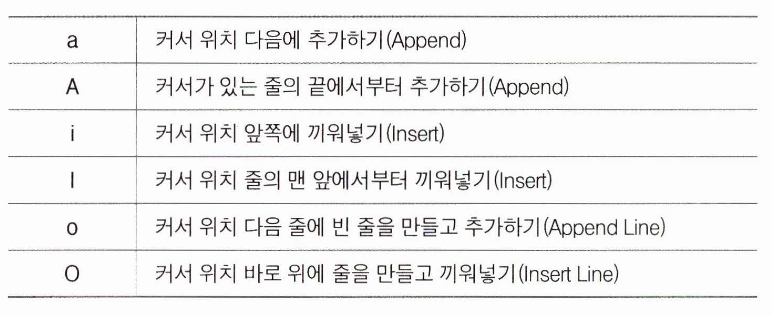 a 커서 위치 다음에 추가하기(Append)
A 커서가 있는 줄의 끝에서부터 추가하기(Append)
i 커서 위치 앞쪽에 끼워넣기(Insert)
I 커서 위치 줄의 맨 앞에서부터 끼워넣기(Insert)
o 커서 위치 다음 줄에 빈 줄을 만들고 추가하기(Append Line)
O 커서 위치 바로 위에 줄을 만들고 끼워넣기(Insert Line)